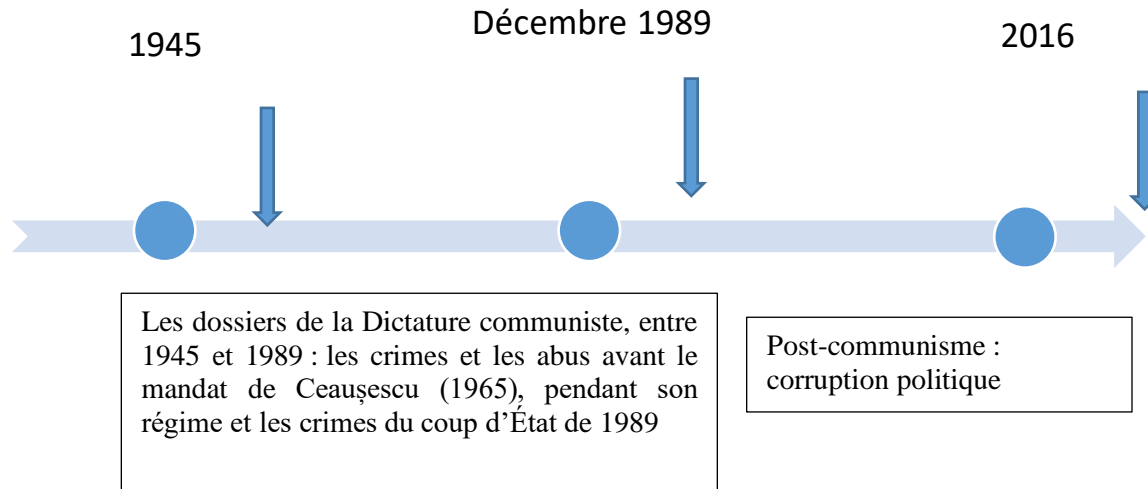 1945
Décembre 1989
2016
Les dossiers de la Dictature communiste, entre
1945 et 1989 : les crimes et les abus avant le
mandat de Ceaușescu (1965), pendant son
régime et les crimes du coup d’État de 1989
Post-communisme :
corruption politique